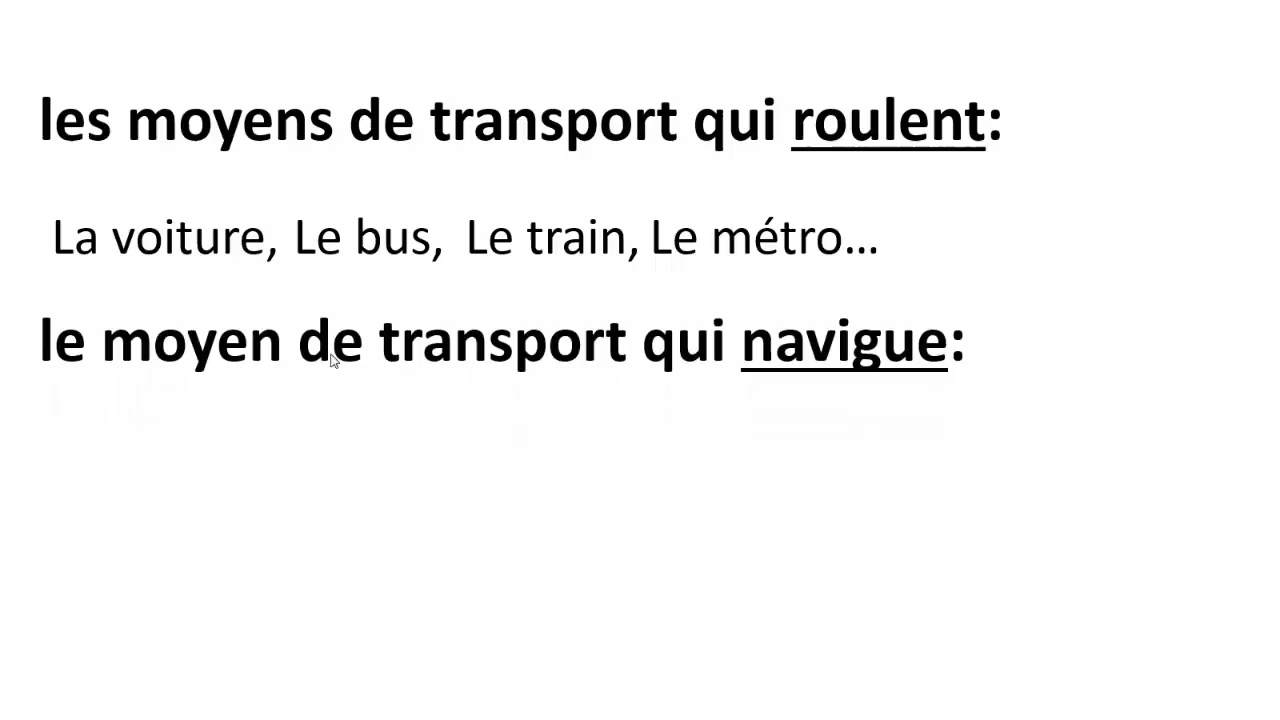 les moyens de transport qui roulent:
La voiture, Le bus, Le train, Le métro…
le moyen de transport qui navigue: